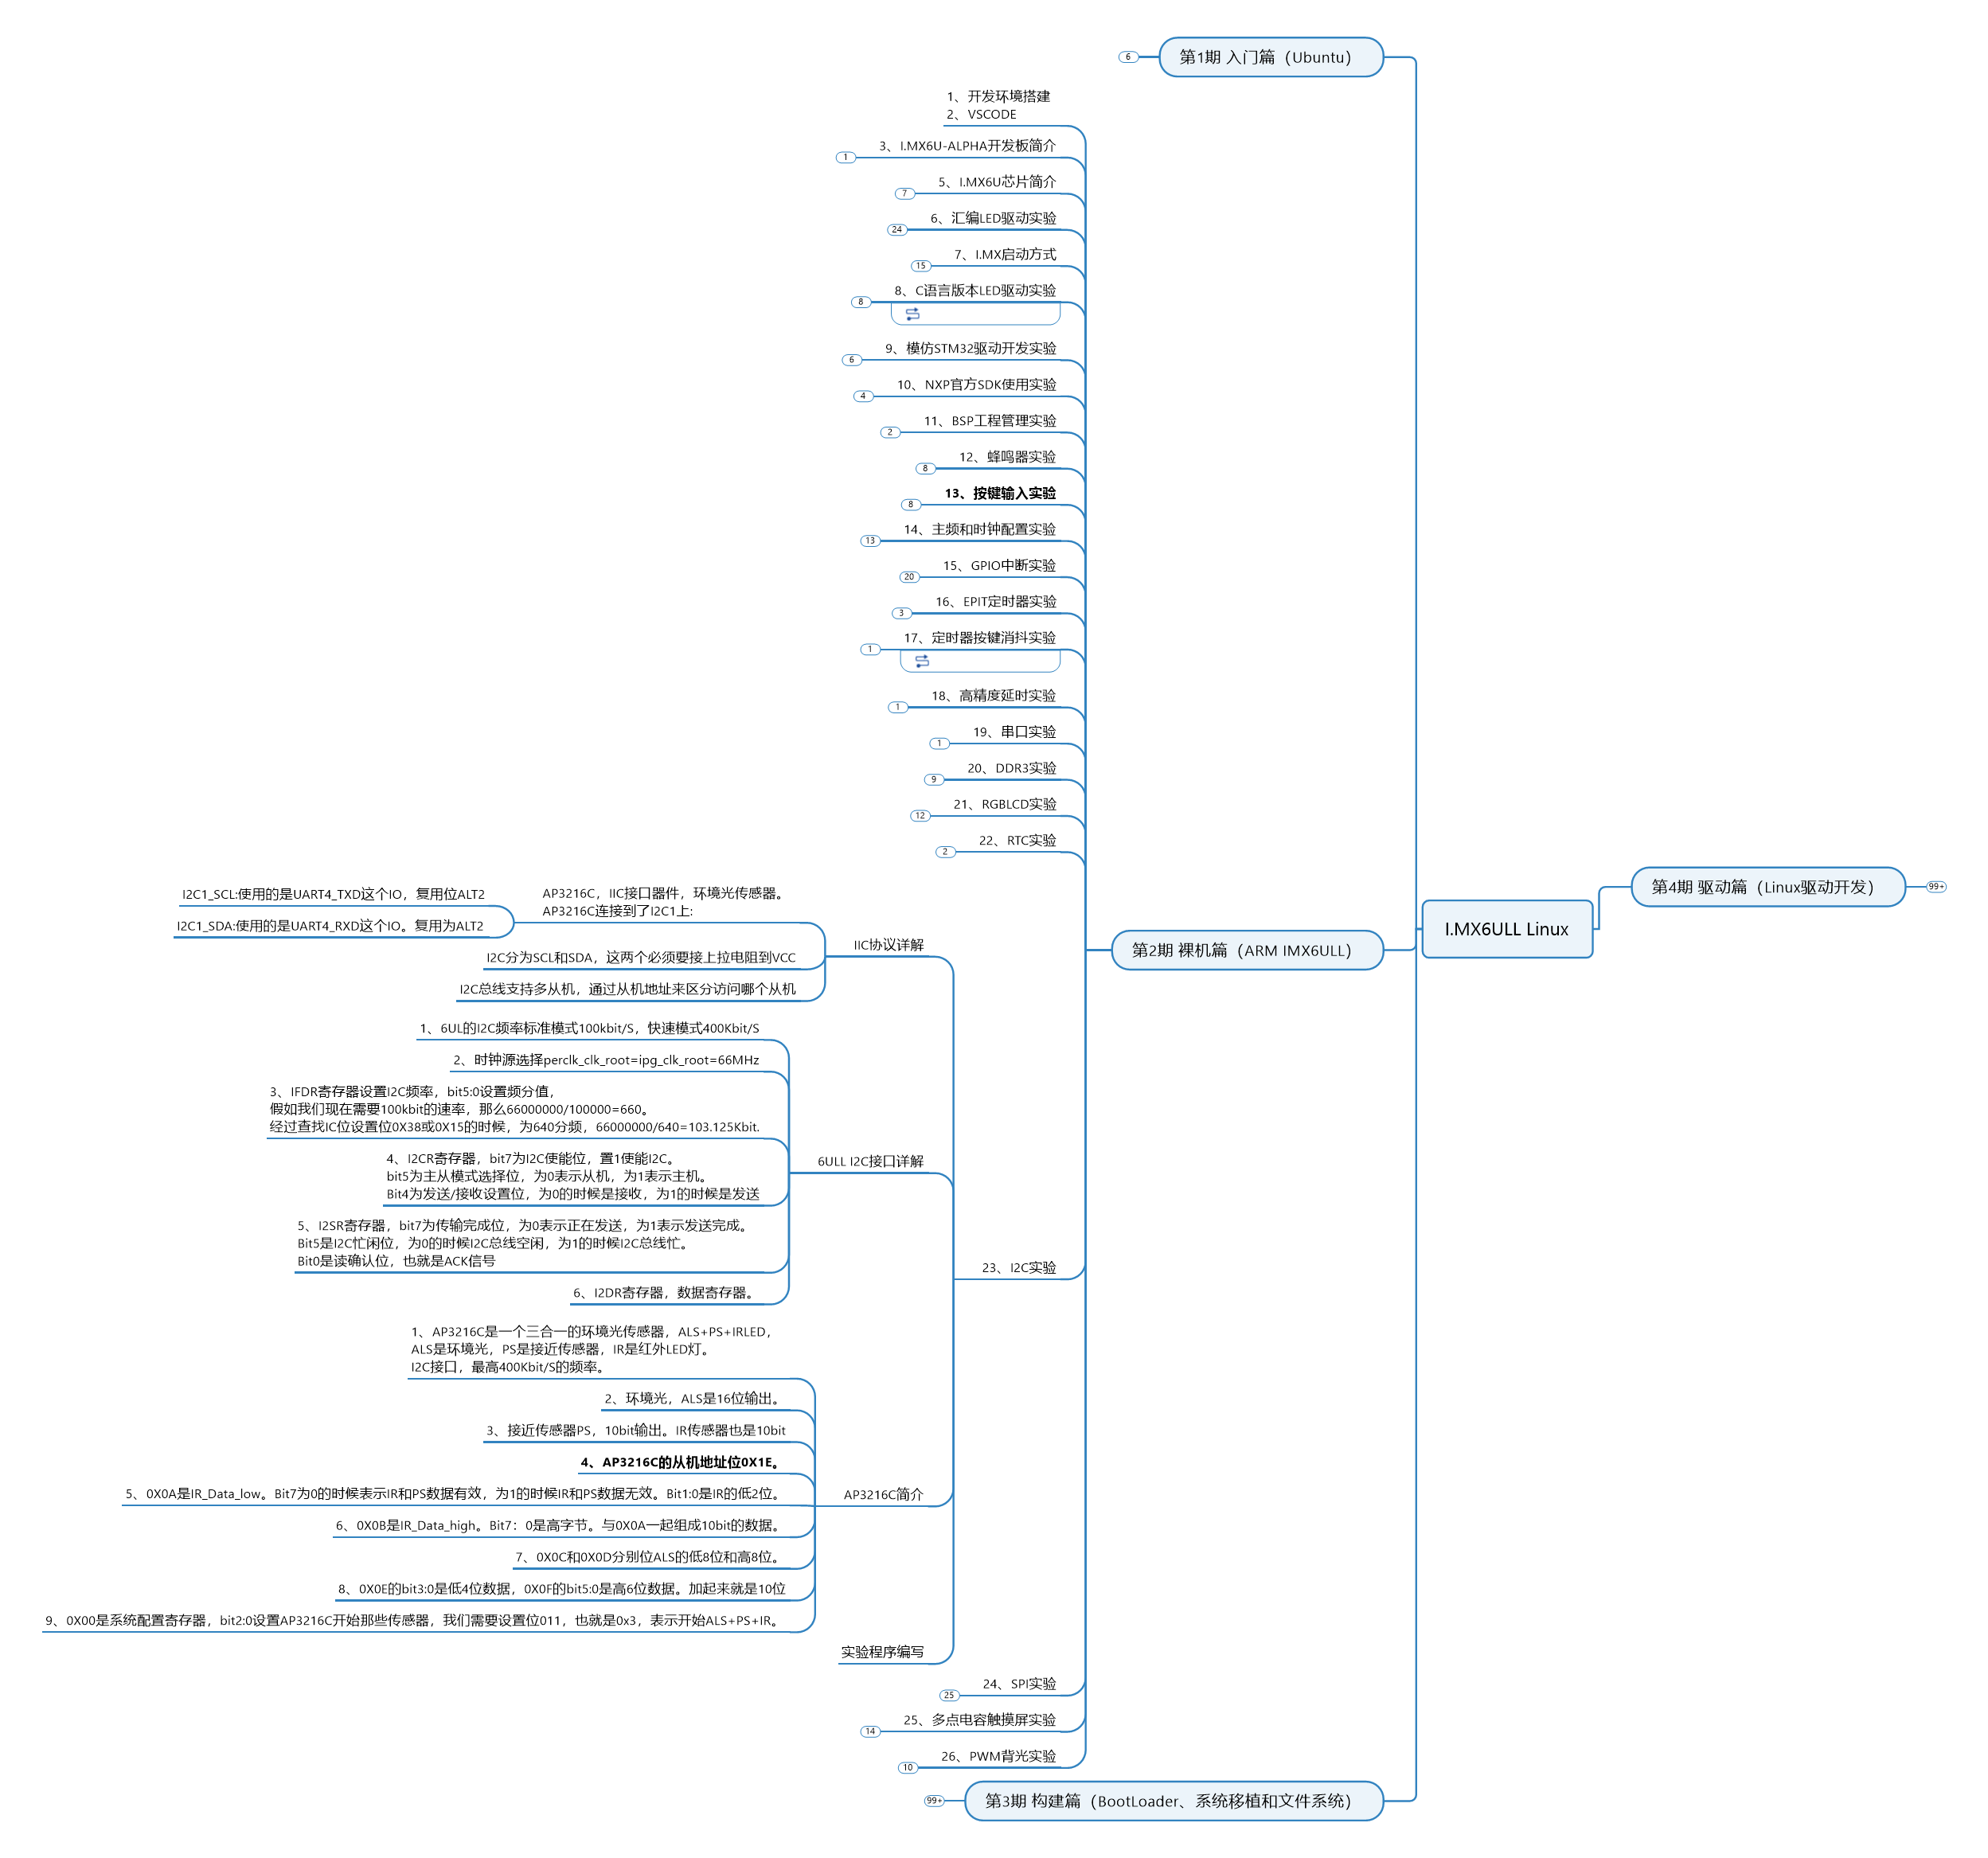 第1期 入门篇（Ubuntu）
6
1、开发环境搭建
2、VSCODE
3、I.MX6U-ALPHA开发板简介
1
5、I.MX6U芯片简介
7
6、汇编LED驱动实验
24
7、I.MX启动方式
15
8、C语言版本LED驱动实验
8
9、模仿STM32驱动开发实验
6
10、NXP官方SDK使用实验
4
11、BSP工程管理实验
2
12、蜂鸣器实验
8
13、按键输入实验
8
14、主频和时钟配置实验
13
15、GPIO中断实验
20
16、EPIT定时器实验
3
17、定时器按键消抖实验
1
18、高精度延时实验
1
19、串口实验
1
20、DDR3实验
9
21、RGBLCD实验
12
22、RTC实验
2
I2C1_SCL:使用的是UART4_TXD这个IO，复用位ALT2
I2C1_SDA:使用的是UART4_RXD这个IO。复用为ALT2
AP3216C，IIC接口器件，环境光传感器。
AP3216C连接到了I2C1上:
IIC协议详解
I2C分为SCL和SDA，这两个必须要接上拉电阻到VCC
I2C总线支持多从机，通过从机地址来区分访问哪个从机
1、6UL的I2C频率标准模式100kbit/S，快速模式400Kbit/S
2、时钟源选择perclk_clk_root=ipg_clk_root=66MHz
3、IFDR寄存器设置I2C频率，bit5:0设置频分值，
假如我们现在需要100kbit的速率，那么66000000/100000=660。
经过查找IC位设置位0X38或0X15的时候，为640分频，66000000/640=103.125Kbit.
4、I2CR寄存器，bit7为I2C使能位，置1使能I2C。
bit5为主从模式选择位，为0表示从机，为1表示主机。
Bit4为发送/接收设置位，为0的时候是接收，为1的时候是发送
6ULL I2C接口详解
5、I2SR寄存器，bit7为传输完成位，为0表示正在发送，为1表示发送完成。
Bit5是I2C忙闲位，为0的时候I2C总线空闲，为1的时候I2C总线忙。
Bit0是读确认位，也就是ACK信号
6、I2DR寄存器，数据寄存器。
23、I2C实验
1、AP3216C是一个三合一的环境光传感器，ALS+PS+IRLED，
ALS是环境光，PS是接近传感器，IR是红外LED灯。
I2C接口，最高400Kbit/S的频率。
2、环境光，ALS是16位输出。
3、接近传感器PS，10bit输出。IR传感器也是10bit
4、AP3216C的从机地址位0X1E。
5、0X0A是IR_Data_low。Bit7为0的时候表示IR和PS数据有效，为1的时候IR和PS数据无效。Bit1:0是IR的低2位。
AP3216C简介
6、0X0B是IR_Data_high。Bit7：0是高字节。与0X0A一起组成10bit的数据。
7、0X0C和0X0D分别位ALS的低8位和高8位。
8、0X0E的bit3:0是低4位数据，0X0F的bit5:0是高6位数据。加起来就是10位
9、0X00是系统配置寄存器，bit2:0设置AP3216C开始那些传感器，我们需要设置位011，也就是0x3，表示开始ALS+PS+IR。
实验程序编写
24、SPI实验
25
25、多点电容触摸屏实验
14
26、PWM背光实验
10
第2期 裸机篇（ARM IMX6ULL）
第3期 构建篇（BootLoader、系统移植和文件系统）
99+
I.MX6ULL Linux
第4期 驱动篇（Linux驱动开发）
99+